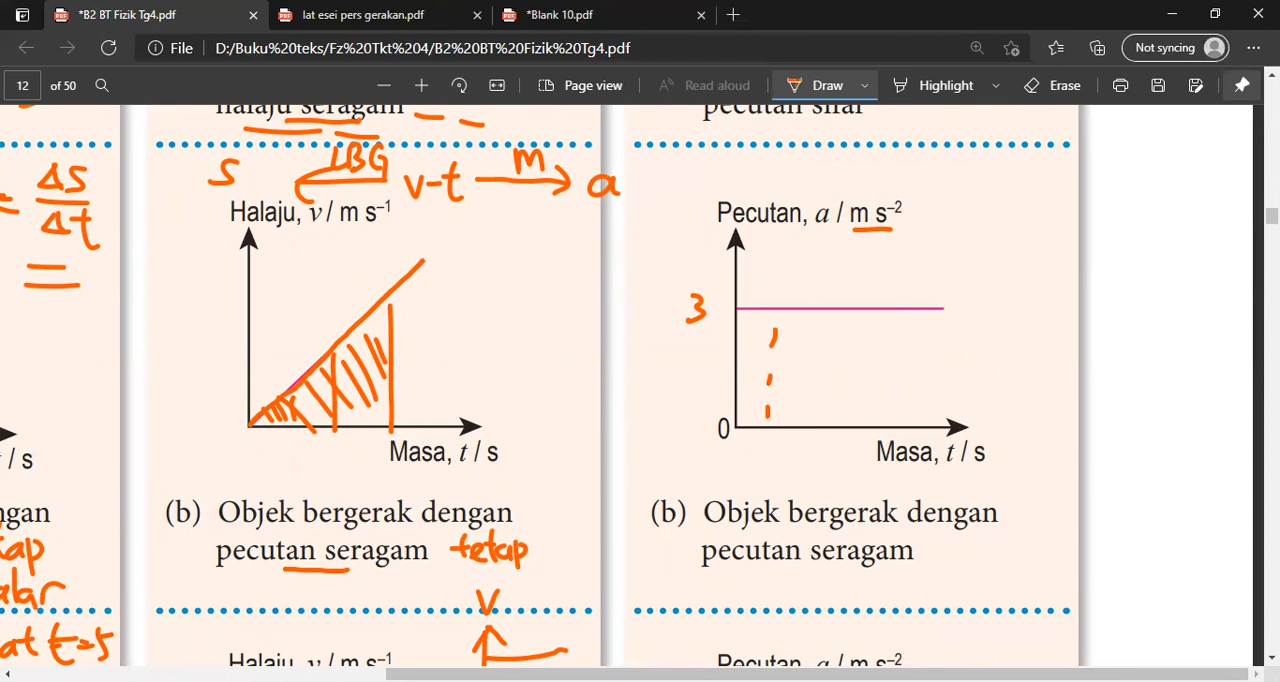 *B2 BT Fizik Tg4.pdf
lat esei pers gerakan.pdf
*Blank 10.pdf
File
D:/Buku%20teks/Fz%20Tkt%204/B2%20BT%20Fizik%20Tg4.pdf
Not syncing
12 of 50
Page view
Read aloud
Draw
Highlight
Erase
halaju seragam
pecutan sifar
ΔS
Δt
S
LBG
v-t
M
a
Halaju, v / m s⁻¹
Masa, t / s
(b) Objek bergerak dengan
pecutan seragam
tetap
v
Halaju, v / m s⁻¹
Pecutan, a / m s⁻²
3
0
Masa, t / s
(b) Objek bergerak dengan
pecutan seragam
Pecutan, a / m s⁻²
t / s
at t=5